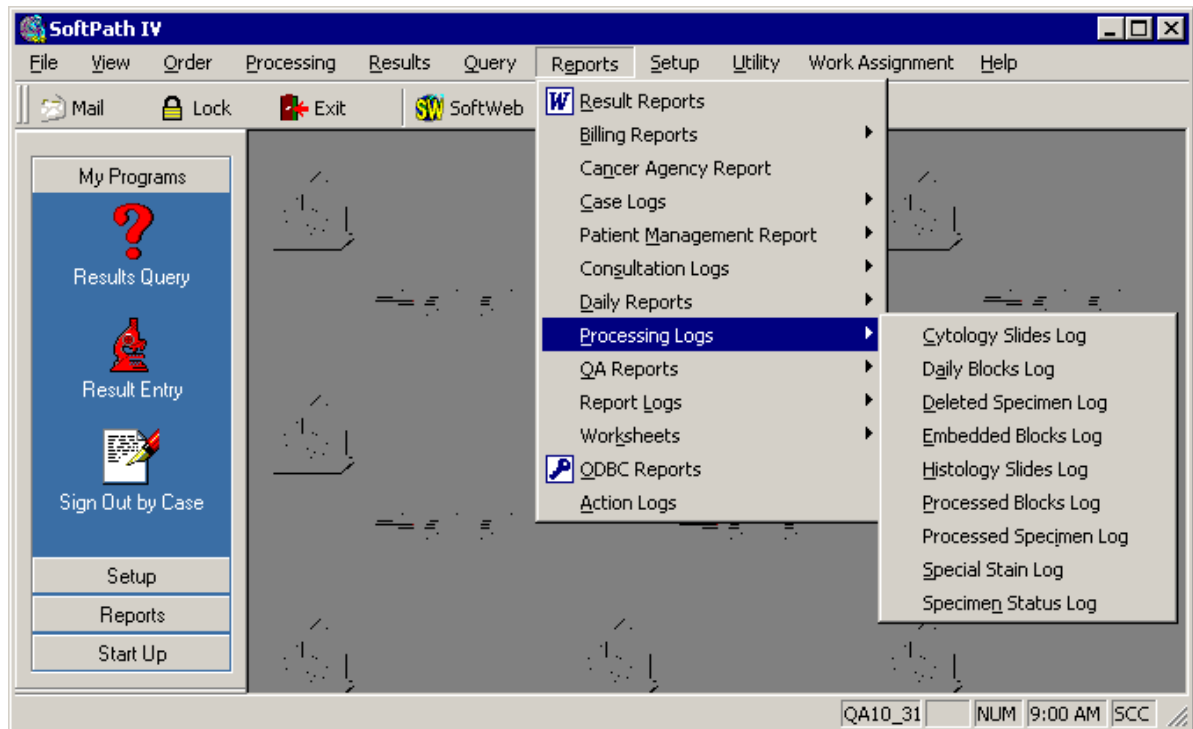 SoftPath IV
File View Order Processing Results Query Reports Setup Utility Work Assignment Help
Mail Lock Exit SW SoftWeb
W Result Reports
Billing Reports
Cancer Agency Report
Case Logs
Patient Management Report
Consultation Logs
Daily Reports
Processing Logs
QA Reports
Report Logs
Worksheets
ODBC Reports
Action Logs
Cytology Slides Log
Daily Blocks Log
Deleted Specimen Log
Embedded Blocks Log
Histology Slides Log
Processed Blocks Log
Processed Specimen Log
Special Stain Log
Specimen Status Log
My Programs
Results Query
Result Entry
Sign Out by Case
Setup
Reports
Start Up
QA10_31 NUM 9:00 AM SCC